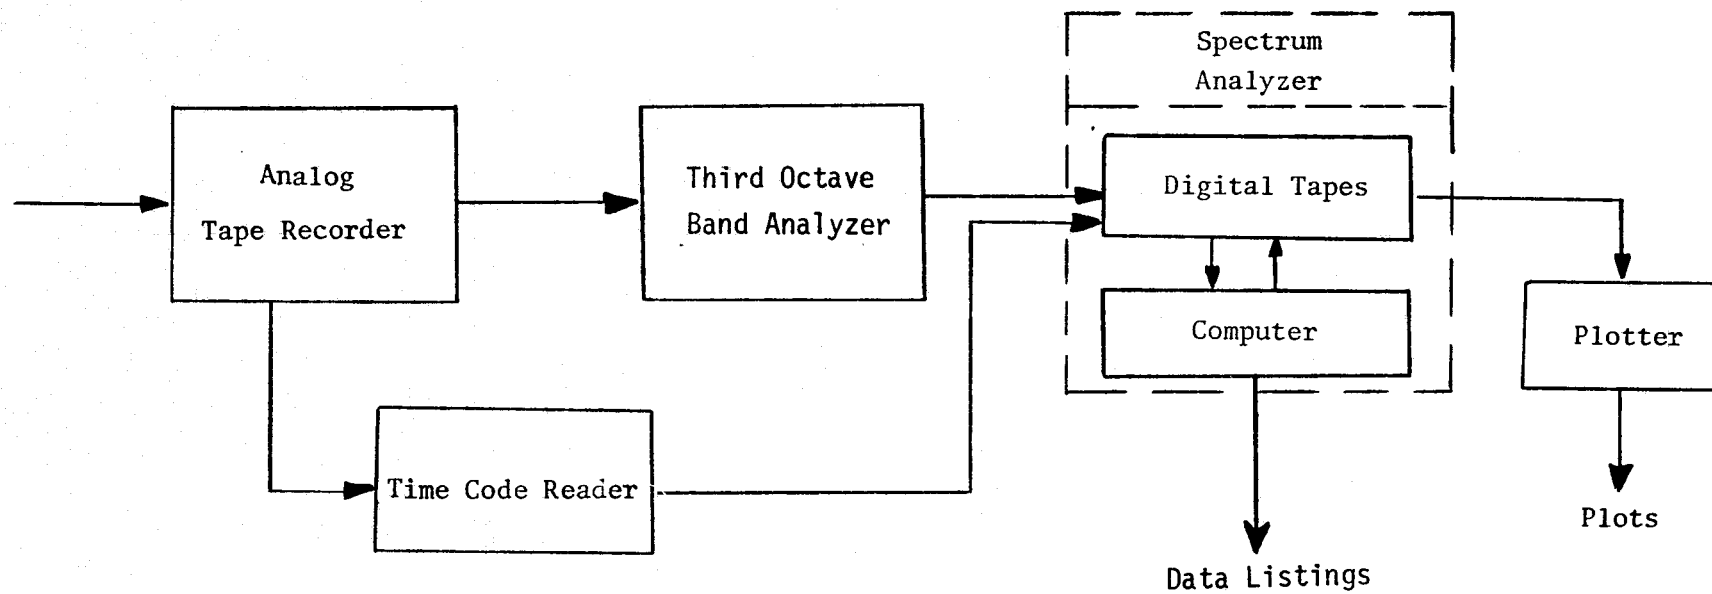 Spectrum
Analyzer
Analog
Tape Recorder
Third Octave
Band Analyzer
Digital Tapes
Computer
Plotter
Time Code Reader
Plots
Data Listings